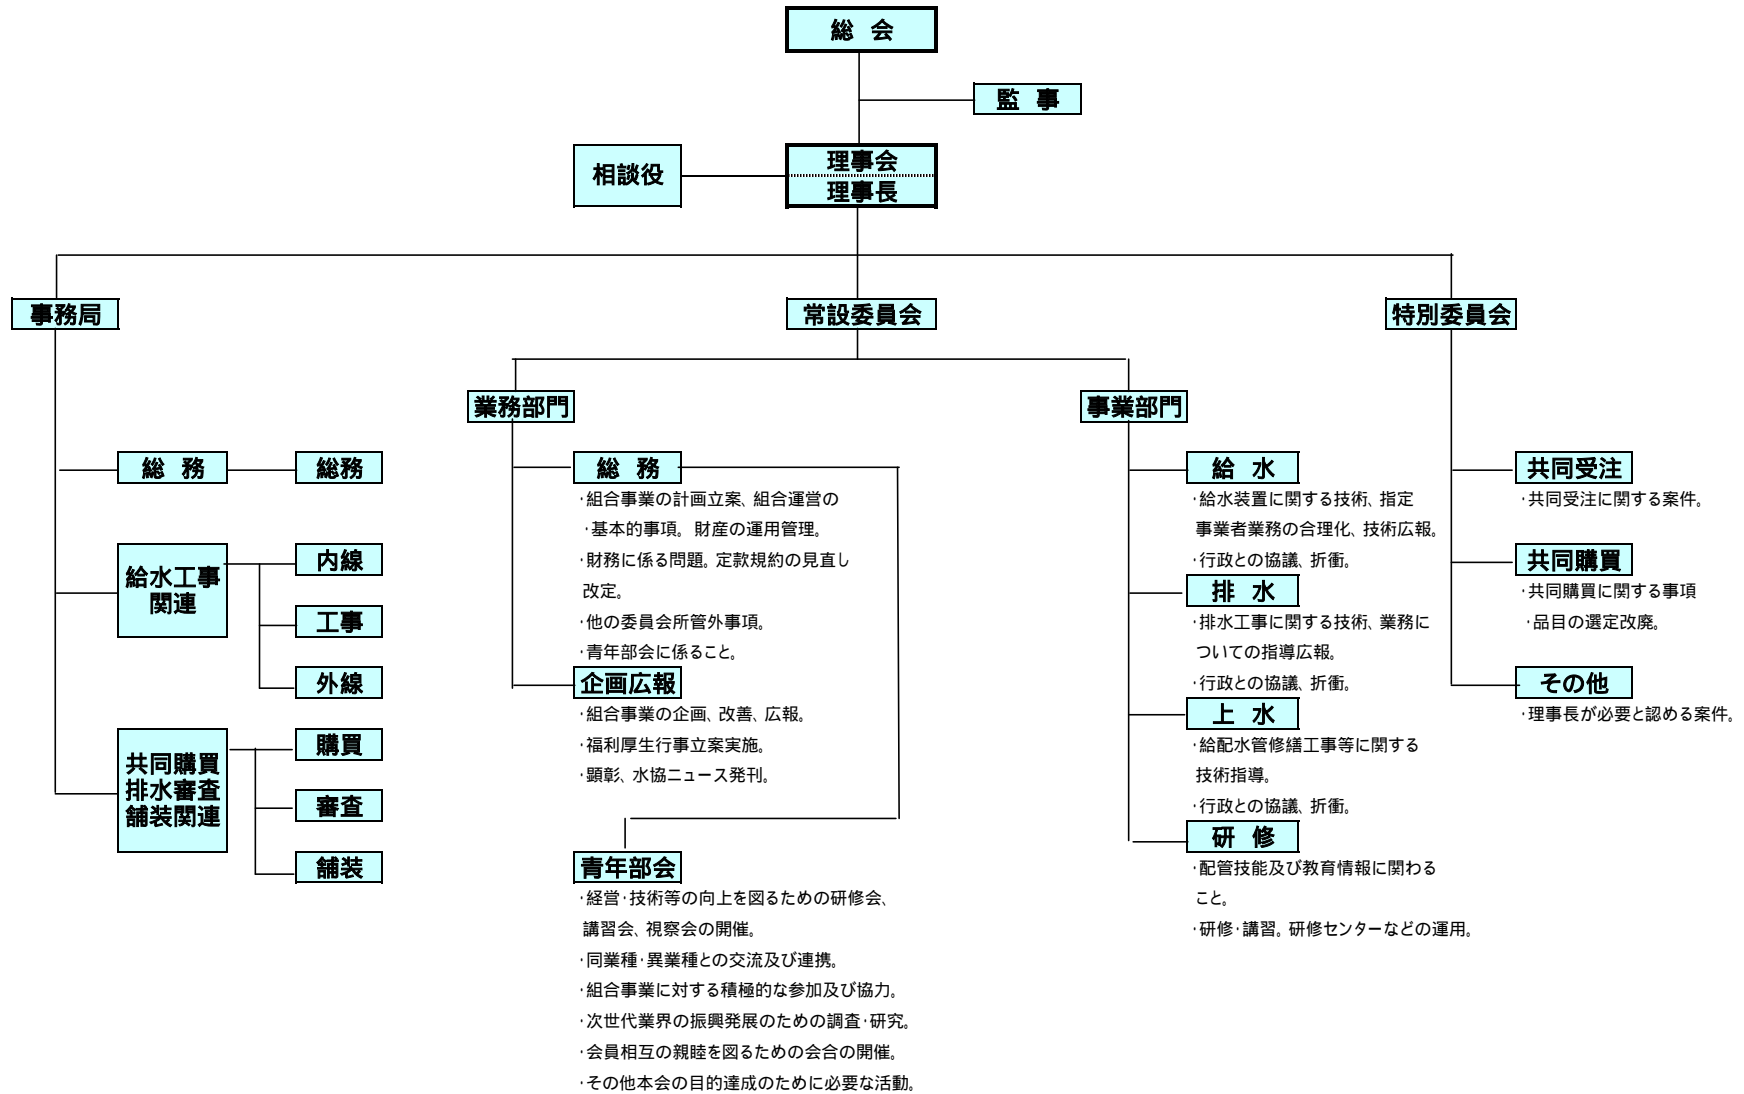 総 会
監 事
相談役
理事会
理事長
事務局
常設委員会
特別委員会
業務部門
事業部門
総 務
総務
給水工事
関連
内線
工事
外線
共同購買
排水審査
舗装関連
購買
審査
舗装
総 務
・組合事業の計画立案、組合運営の
・基本的事項。財産の運用管理。
・財務に係る問題。定款規約の見直し
改定。
・他の委員会所管外事項。
・青年部会に係ること。
企画広報
・組合事業の企画、改善、広報。
・福利厚生行事立案実施。
・顕彰、水協ニュース発刊。
青年部会
・経営・技術等の向上を図るための研修会、
講習会、視察会の開催。
・同業種・異業種との交流及び連携。
・組合事業に対する積極的な参加及び協力。
・次世代業界の振興発展のための調査・研究。
・会員相互の親睦を図るための会合の開催。
・その他本会の目的達成のために必要な活動。
給 水
・給水装置に関する技術、指定
事業者業務の合理化、技術広報。
・行政との協議、折衝。
排 水
・排水工事に関する技術、業務に
ついての指導広報。
・行政との協議、折衝。
上 水
・給配水管修繕工事等に関する
技術指導。
・行政との協議、折衝。
研 修
・配管技能及び教育情報に関わる
こと。
・研修・講習。研修センターなどの運用。
共同受注
・共同受注に関する案件。
共同購買
・共同購買に関する事項
・品目の選定改廃。
その他
・理事長が必要と認める案件。